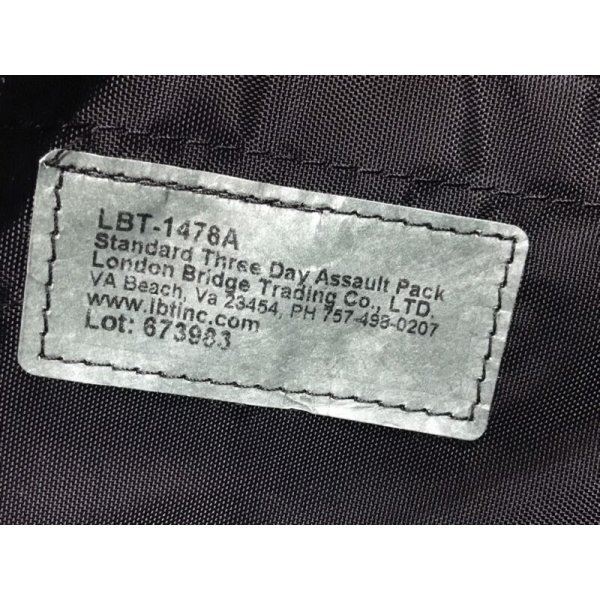 LBT-1476A
Standard Three Day Assault Pack
London Bridge Trading Co., LTD.
VA Beach, Va 23454, PH 757-498-0207
www.lbtinc.com
Lot: 673983